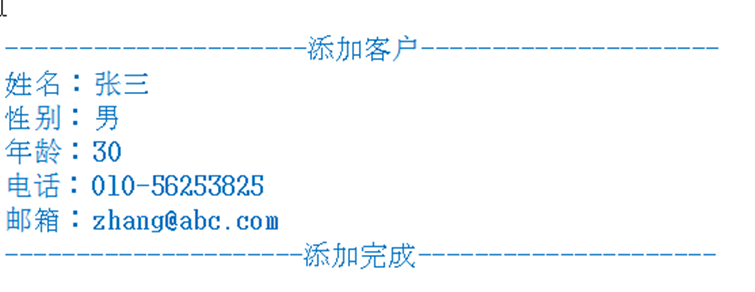 ---------------------添加客户---------------------
姓名：张三
性别：男
年龄：30
电话：010-56253825
邮箱：zhang@abc.com
---------------------添加完成---------------------